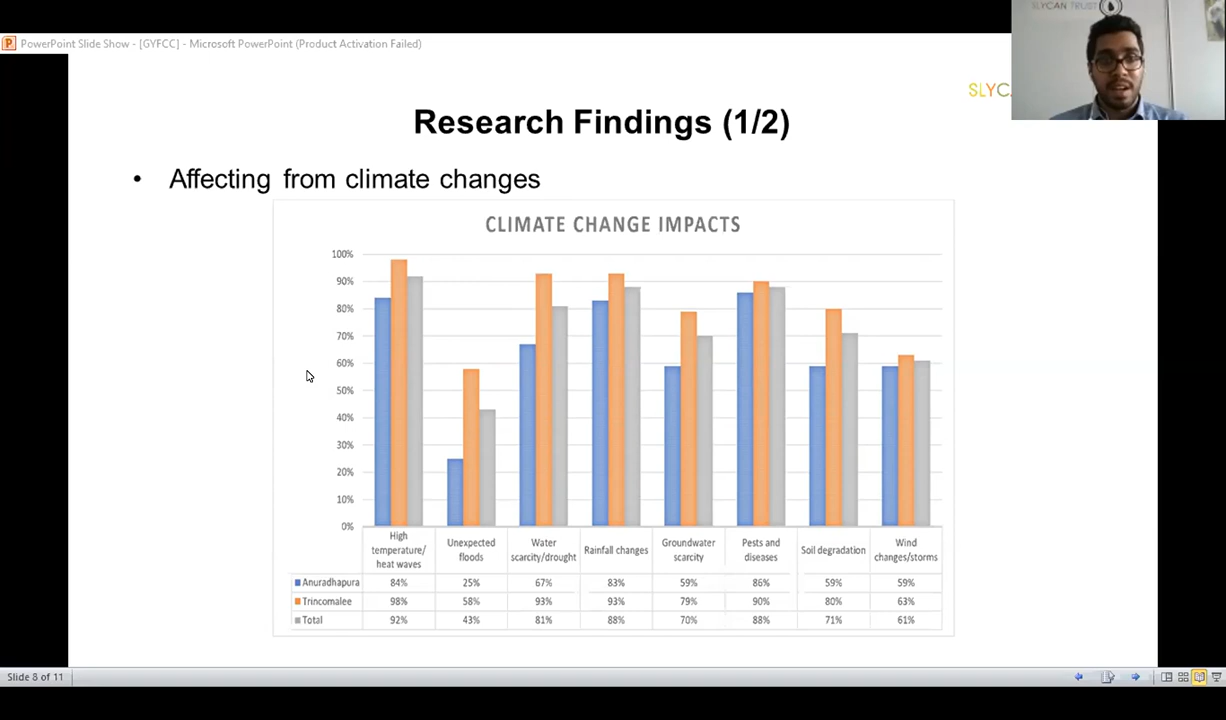 SLYCAN TRUST
PowerPoint Slide Show - [GYFCC] - Microsoft PowerPoint (Product Activation Failed)
Research Findings (1/2)
• Affecting from climate changes
CLIMATE CHANGE IMPACTS
100%
90%
80%
70%
60%
50%
40%
30%
20%
10%
0%
High temperature/ heat waves Unexpected floods Water scarcity/drought Rainfall changes Groundwater scarcity Pests and diseases Soil degradation Wind changes/storms
Anuradhapura 84% 25% 67% 83% 59% 86% 59% 59%
Trincomalee 98% 58% 93% 93% 79% 90% 80% 63%
Total 92% 43% 81% 88% 70% 88% 71% 61%
Slide 8 of 11